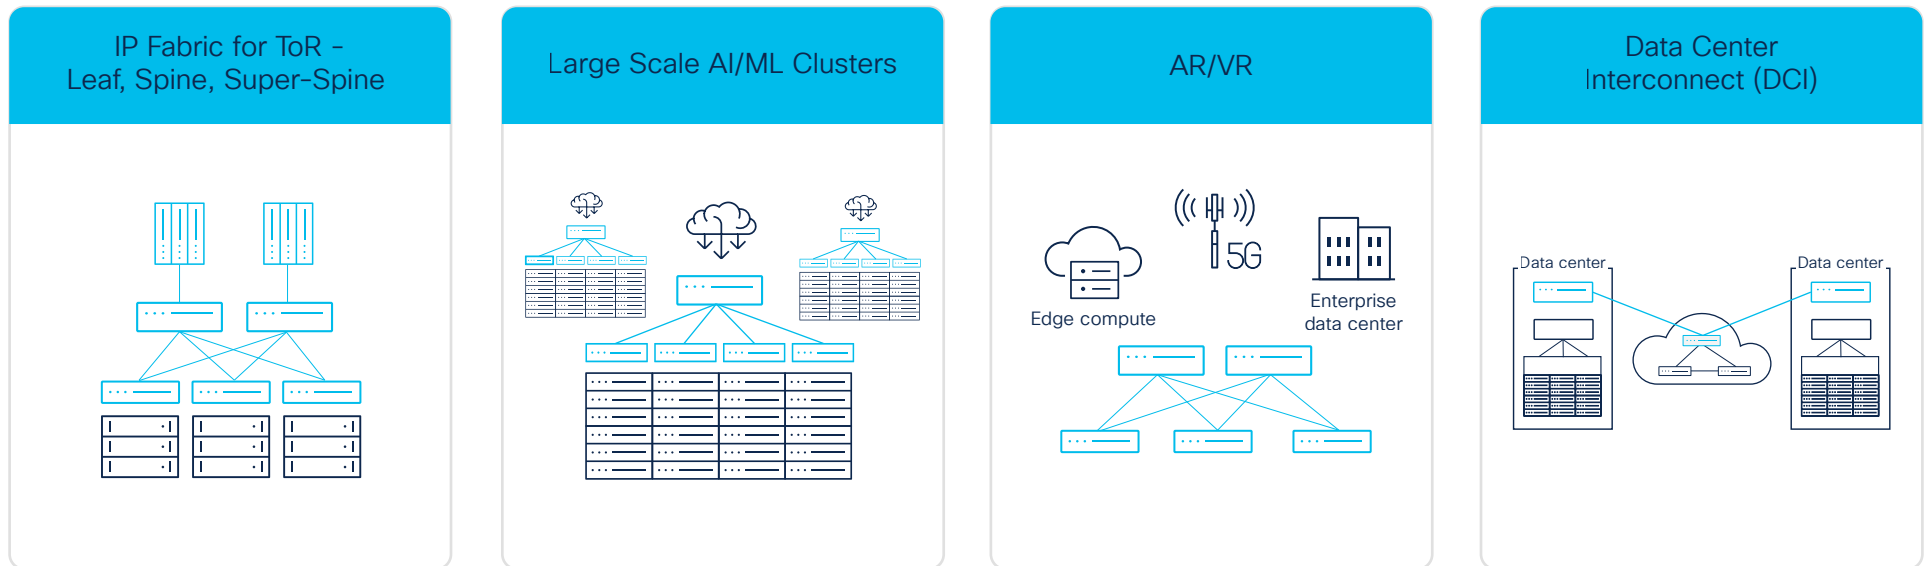 IP Fabric for ToR -
Leaf, Spine, Super-Spine
Large Scale AI/ML Clusters
AR/VR
5G
Edge compute
Enterprise
data center
Data Center
Interconnect (DCI)
Data center
Data center